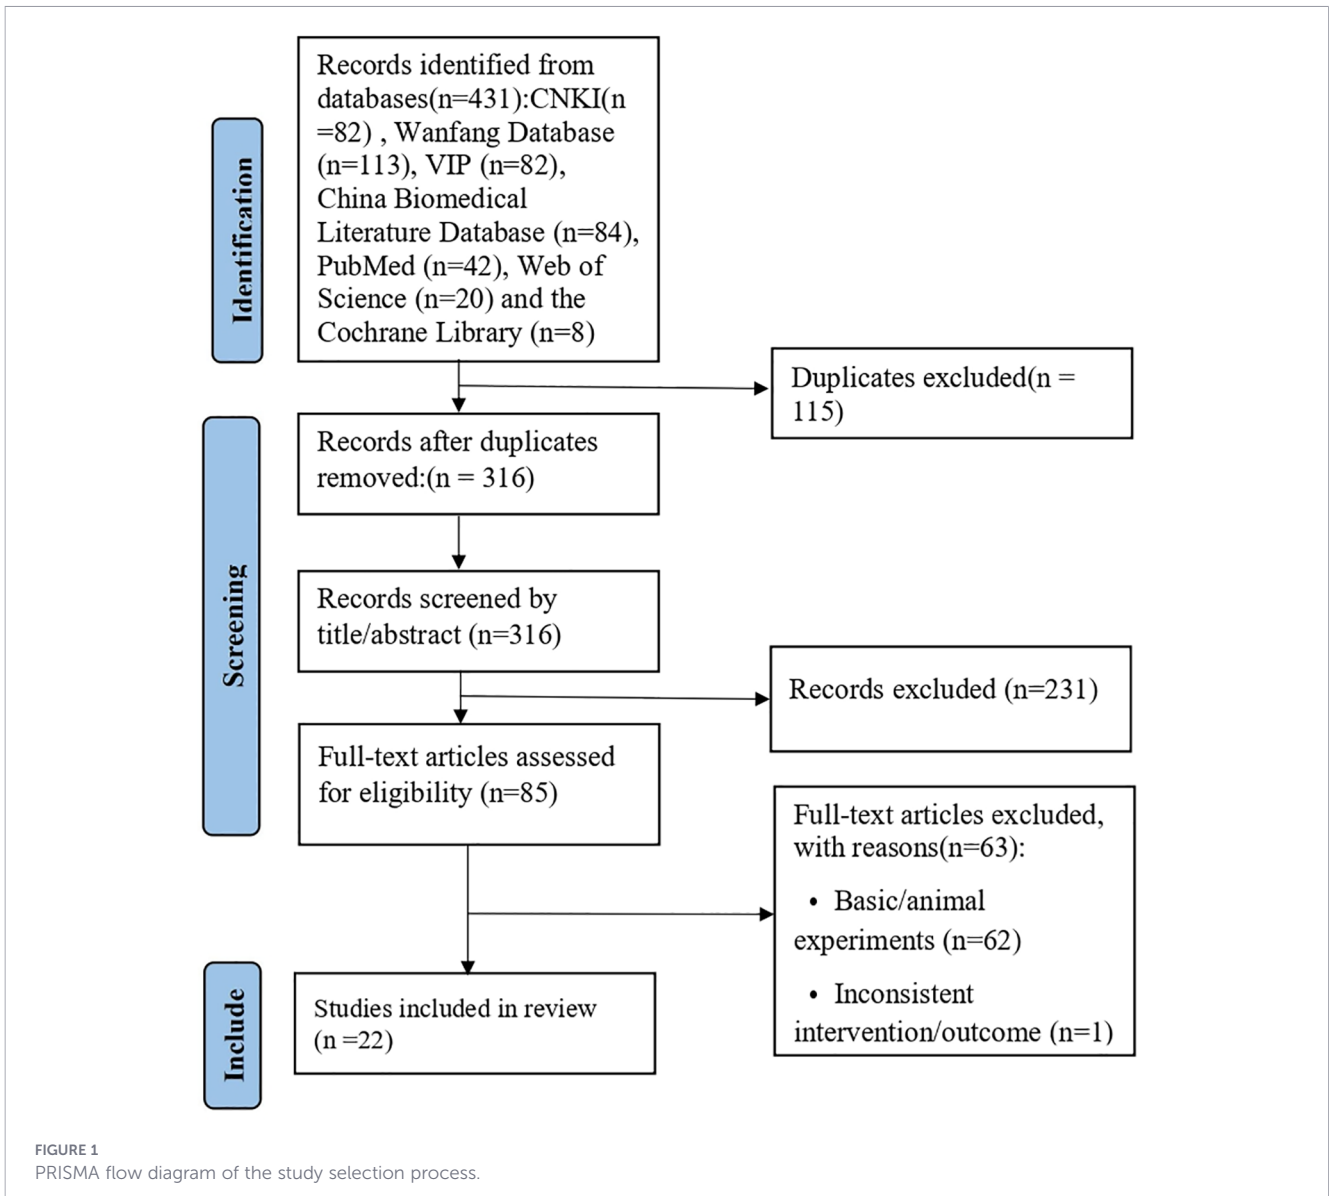 Identification
Records identified from
databases(n=431):CNKI(n
=82) , Wanfang Database
(n=113), VIP (n=82),
China Biomedical
Literature Database (n=84),
PubMed (n=42), Web of
Science (n=20) and the
Cochrane Library (n=8)
Duplicates excluded(n =
115)
Screening
Records after duplicates
removed:(n = 316)
Records screened by
title/abstract (n=316)
Records excluded (n=231)
Full-text articles assessed
for eligibility (n=85)
Full-text articles excluded,
with reasons(n=63):
• Basic/animal
experiments (n=62)
• Inconsistent
intervention/outcome (n=1)
Include
Studies included in review
(n =22)
FIGURE 1
PRISMA flow diagram of the study selection process.